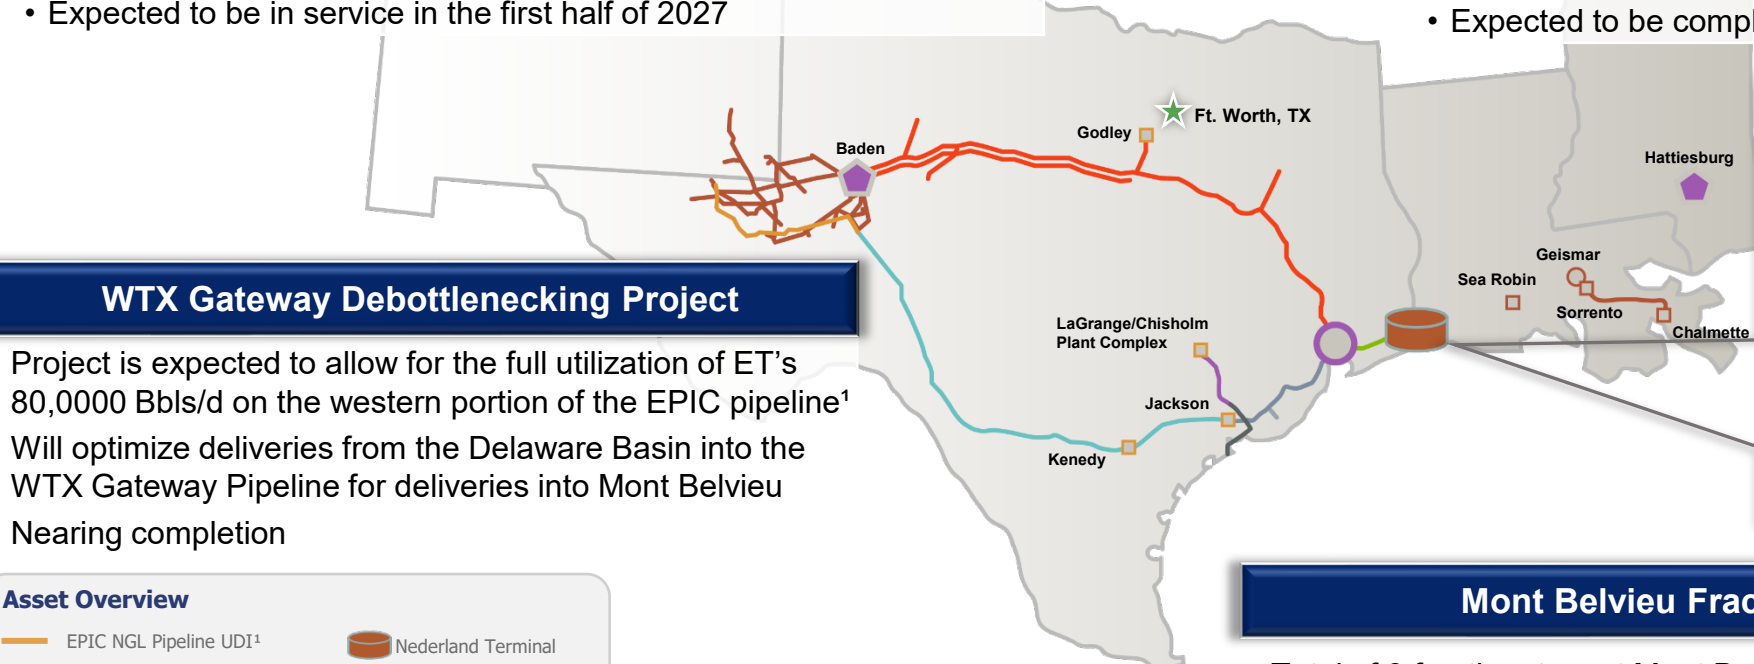 • Expected to be in service in the first half of 2027
• Expected to be compl
Ft. Worth, TX
Godley
Baden
Hattiesburg
Geismar
Sea Robin
Sorrento
Chalmette
WTX Gateway Debottlenecking Project
Project is expected to allow for the full utilization of ET’s
80,0000 Bbls/d on the western portion of the EPIC pipeline¹
Will optimize deliveries from the Delaware Basin into the
WTX Gateway Pipeline for deliveries into Mont Belvieu
Nearing completion
LaGrange/Chisholm
Plant Complex
Jackson
Kenedy
Asset Overview
EPIC NGL Pipeline UDI¹
Nederland Terminal
Mont Belvieu Frac